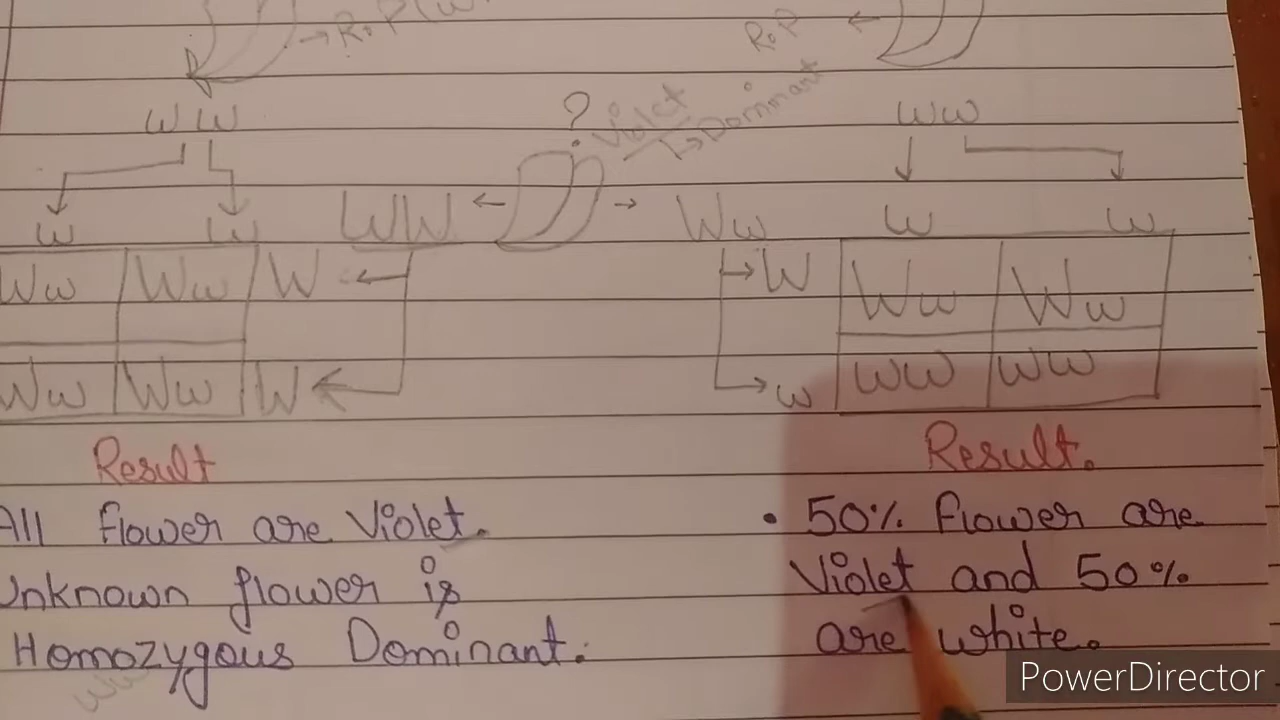 → R.P (w
R.P ←
? Violet
→ Dominant
ww
ww
w w WW ← → Ww w w
Ww Ww W → W Ww Ww
Ww Ww W → w ww ww
Result
All flower are Violet.
Unknown flower is
Homozygous Dominant.
Result.
• 50% flower are
Violet and 50%
are white.
PowerDirector